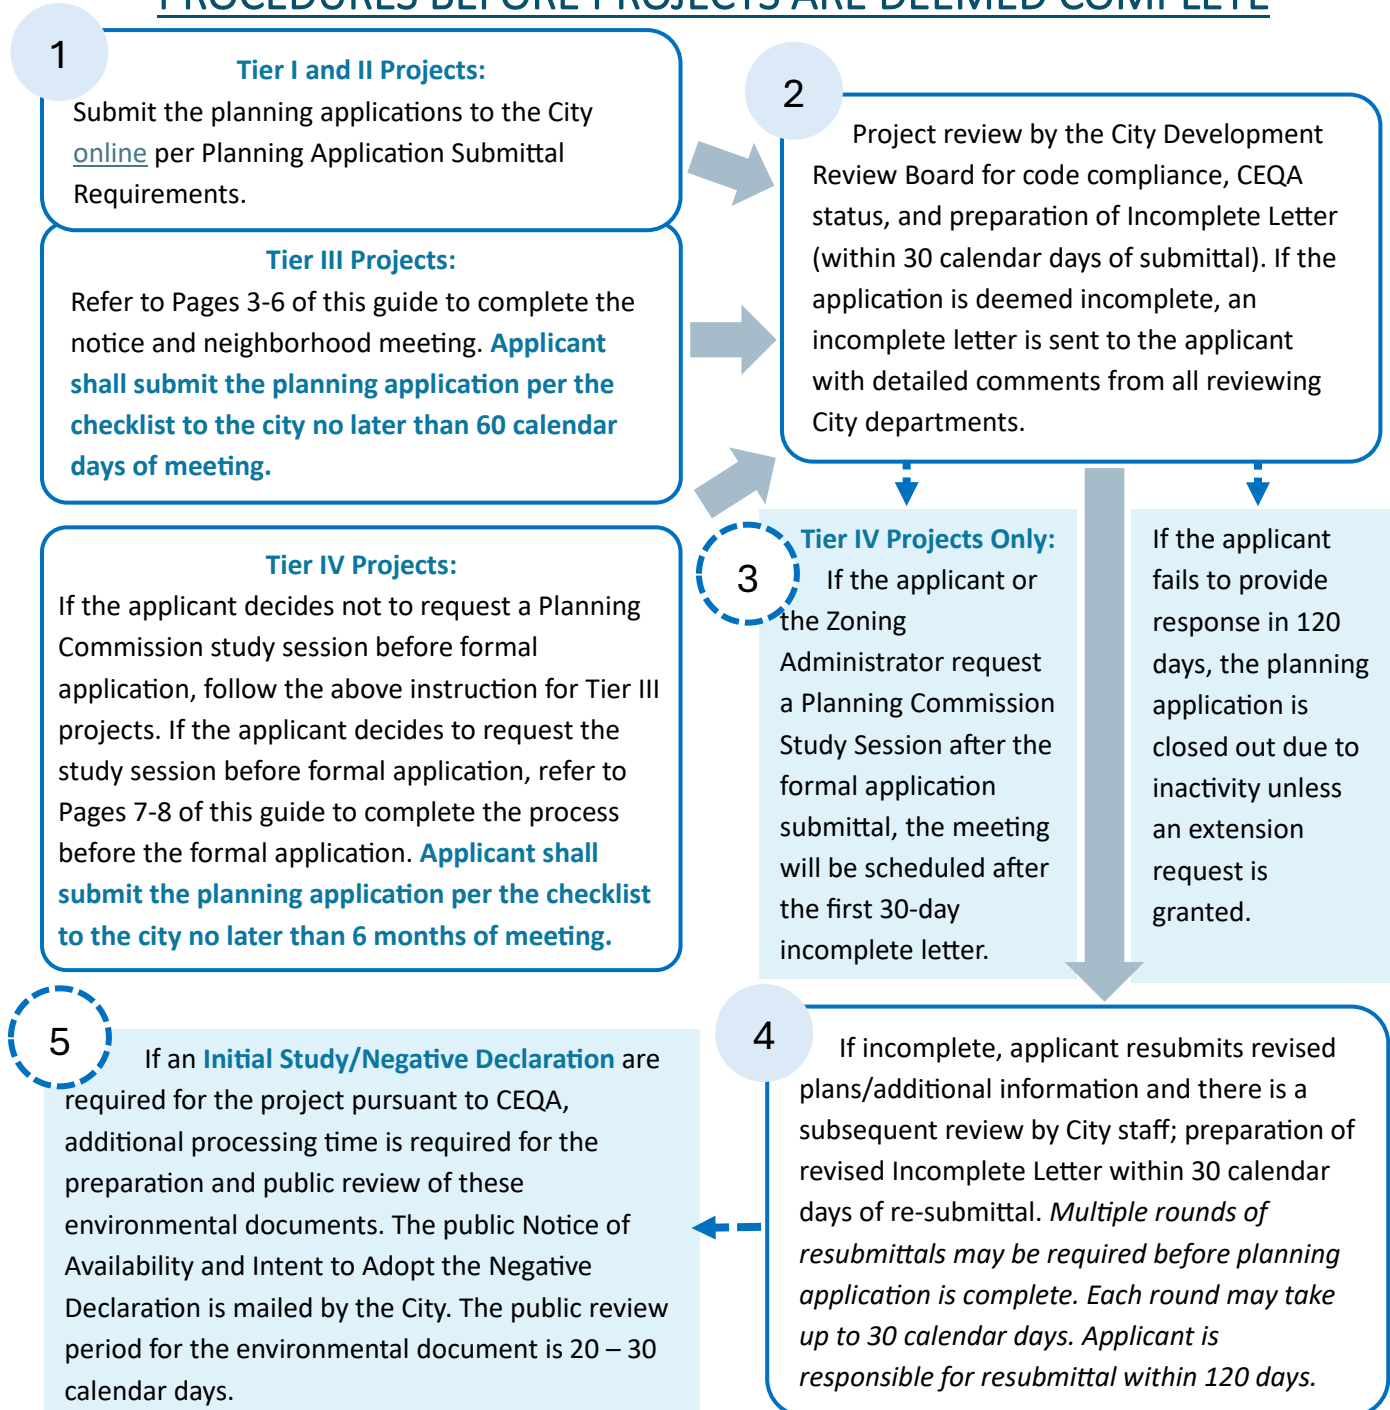 PROCEDURES BEFORE PROJECTS ARE DEEMED COMPLETE
1
Tier I and II Projects:
Submit the planning applications to the City
online per Planning Application Submittal
Requirements.
Tier III Projects:
Refer to Pages 3-6 of this guide to complete the
notice and neighborhood meeting. Applicant
shall submit the planning application per the
checklist to the city no later than 60 calendar
days of meeting.
Tier IV Projects:
If the applicant decides not to request a Planning
Commission study session before formal
application, follow the above instruction for Tier III
projects. If the applicant decides to request the
study session before formal application, refer to
Pages 7-8 of this guide to complete the process
before the formal application. Applicant shall
submit the planning application per the checklist
to the city no later than 6 months of meeting.
2
Project review by the City Development
Review Board for code compliance, CEQA
status, and preparation of Incomplete Letter
(within 30 calendar days of submittal). If the
application is deemed incomplete, an
incomplete letter is sent to the applicant
with detailed comments from all reviewing
City departments.
3
Tier IV Projects Only:
If the applicant or
the Zoning
Administrator request
a Planning Commission
Study Session after the
formal application
submittal, the meeting
will be scheduled after
the first 30-day
incomplete letter.
If the applicant
fails to provide
response in 120
days, the planning
application is
closed out due to
inactivity unless
an extension
request is
granted.
4
If incomplete, applicant resubmits revised
plans/additional information and there is a
subsequent review by City staff; preparation of
revised Incomplete Letter within 30 calendar
days of re-submittal. Multiple rounds of
resubmittals may be required before planning
application is complete. Each round may take
up to 30 calendar days. Applicant is
responsible for resubmittal within 120 days.
5
If an Initial Study/Negative Declaration are
required for the project pursuant to CEQA,
additional processing time is required for the
preparation and public review of these
environmental documents. The public Notice of
Availability and Intent to Adopt the Negative
Declaration is mailed by the City. The public review
period for the environmental document is 20 – 30
calendar days.